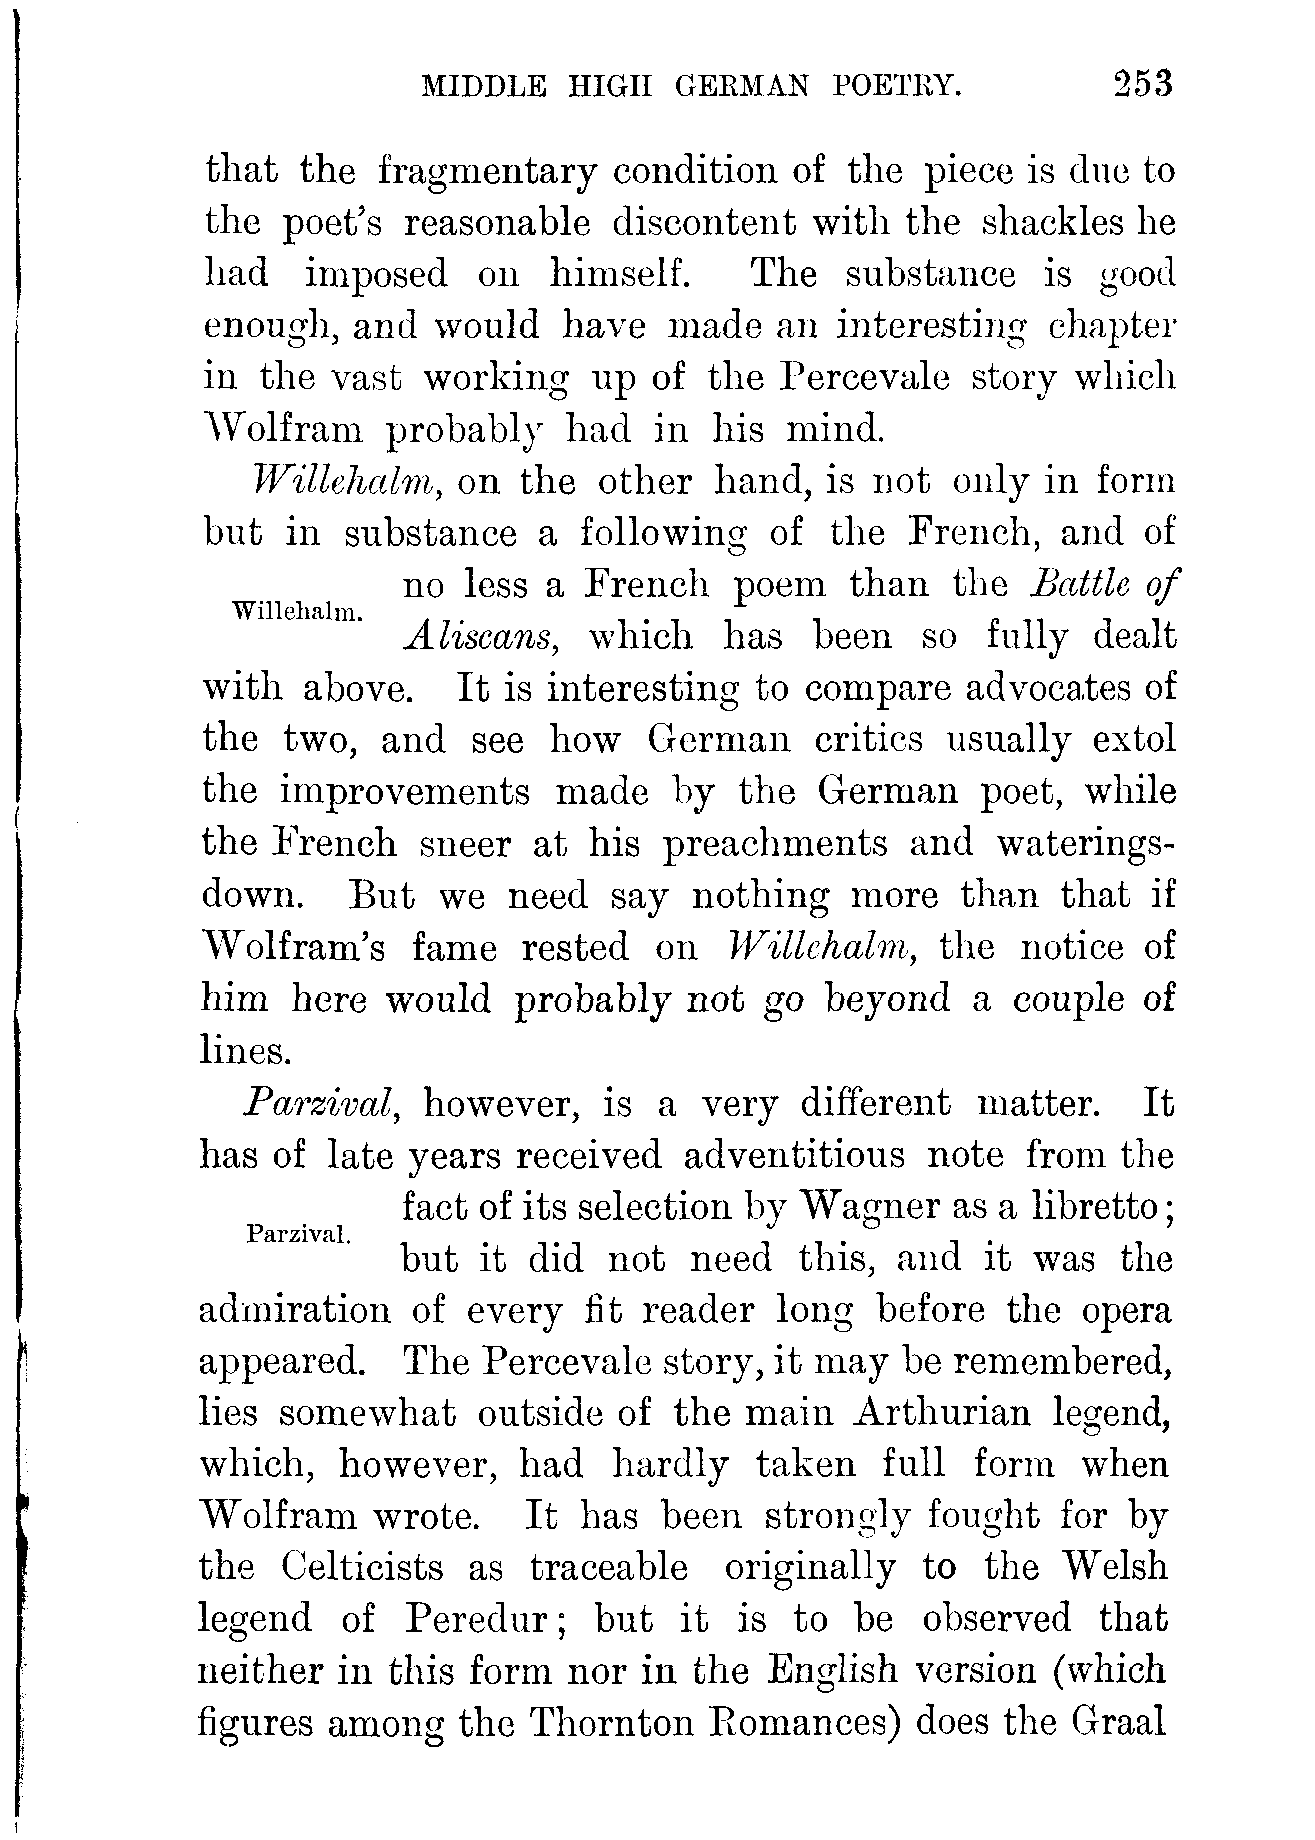 MIDDLE HIGH GERMAN POETRY. 253
that the fragmentary condition of the piece is due to
the poet's reasonable discontent with the shackles he
had imposed on himself. The substance is good
enough, and would have made an interesting chapter
in the vast working up of the Percevale story which
Wolfram probably had in his mind.
Willehalm, on the other hand, is not only in form
but in substance a following of the French, and of
no less a French poem than the Battle of
Willehalm.
Aliscans, which has been so fully dealt
with above. It is interesting to compare advocates of
the two, and see how German critics usually extol
the improvements made by the German poet, while
the French sneer at his preachments and waterings-
down. But we need say nothing more than that if
Wolfram's fame rested on Willehalm, the notice of
him here would probably not go beyond a couple of
lines.
Parzival, however, is a very different matter. It
has of late years received adventitious note from the
fact of its selection by Wagner as a libretto;
Parzival.
but it did not need this, and it was the
admiration of every fit reader long before the opera
appeared. The Percevale story, it may be remembered,
lies somewhat outside of the main Arthurian legend,
which, however, had hardly taken full form when
Wolfram wrote. It has been strongly fought for by
the Celticists as traceable originally to the Welsh
legend of Peredur; but it is to be observed that
neither in this form nor in the English version (which
figures among the Thornton Romances) does the Graal